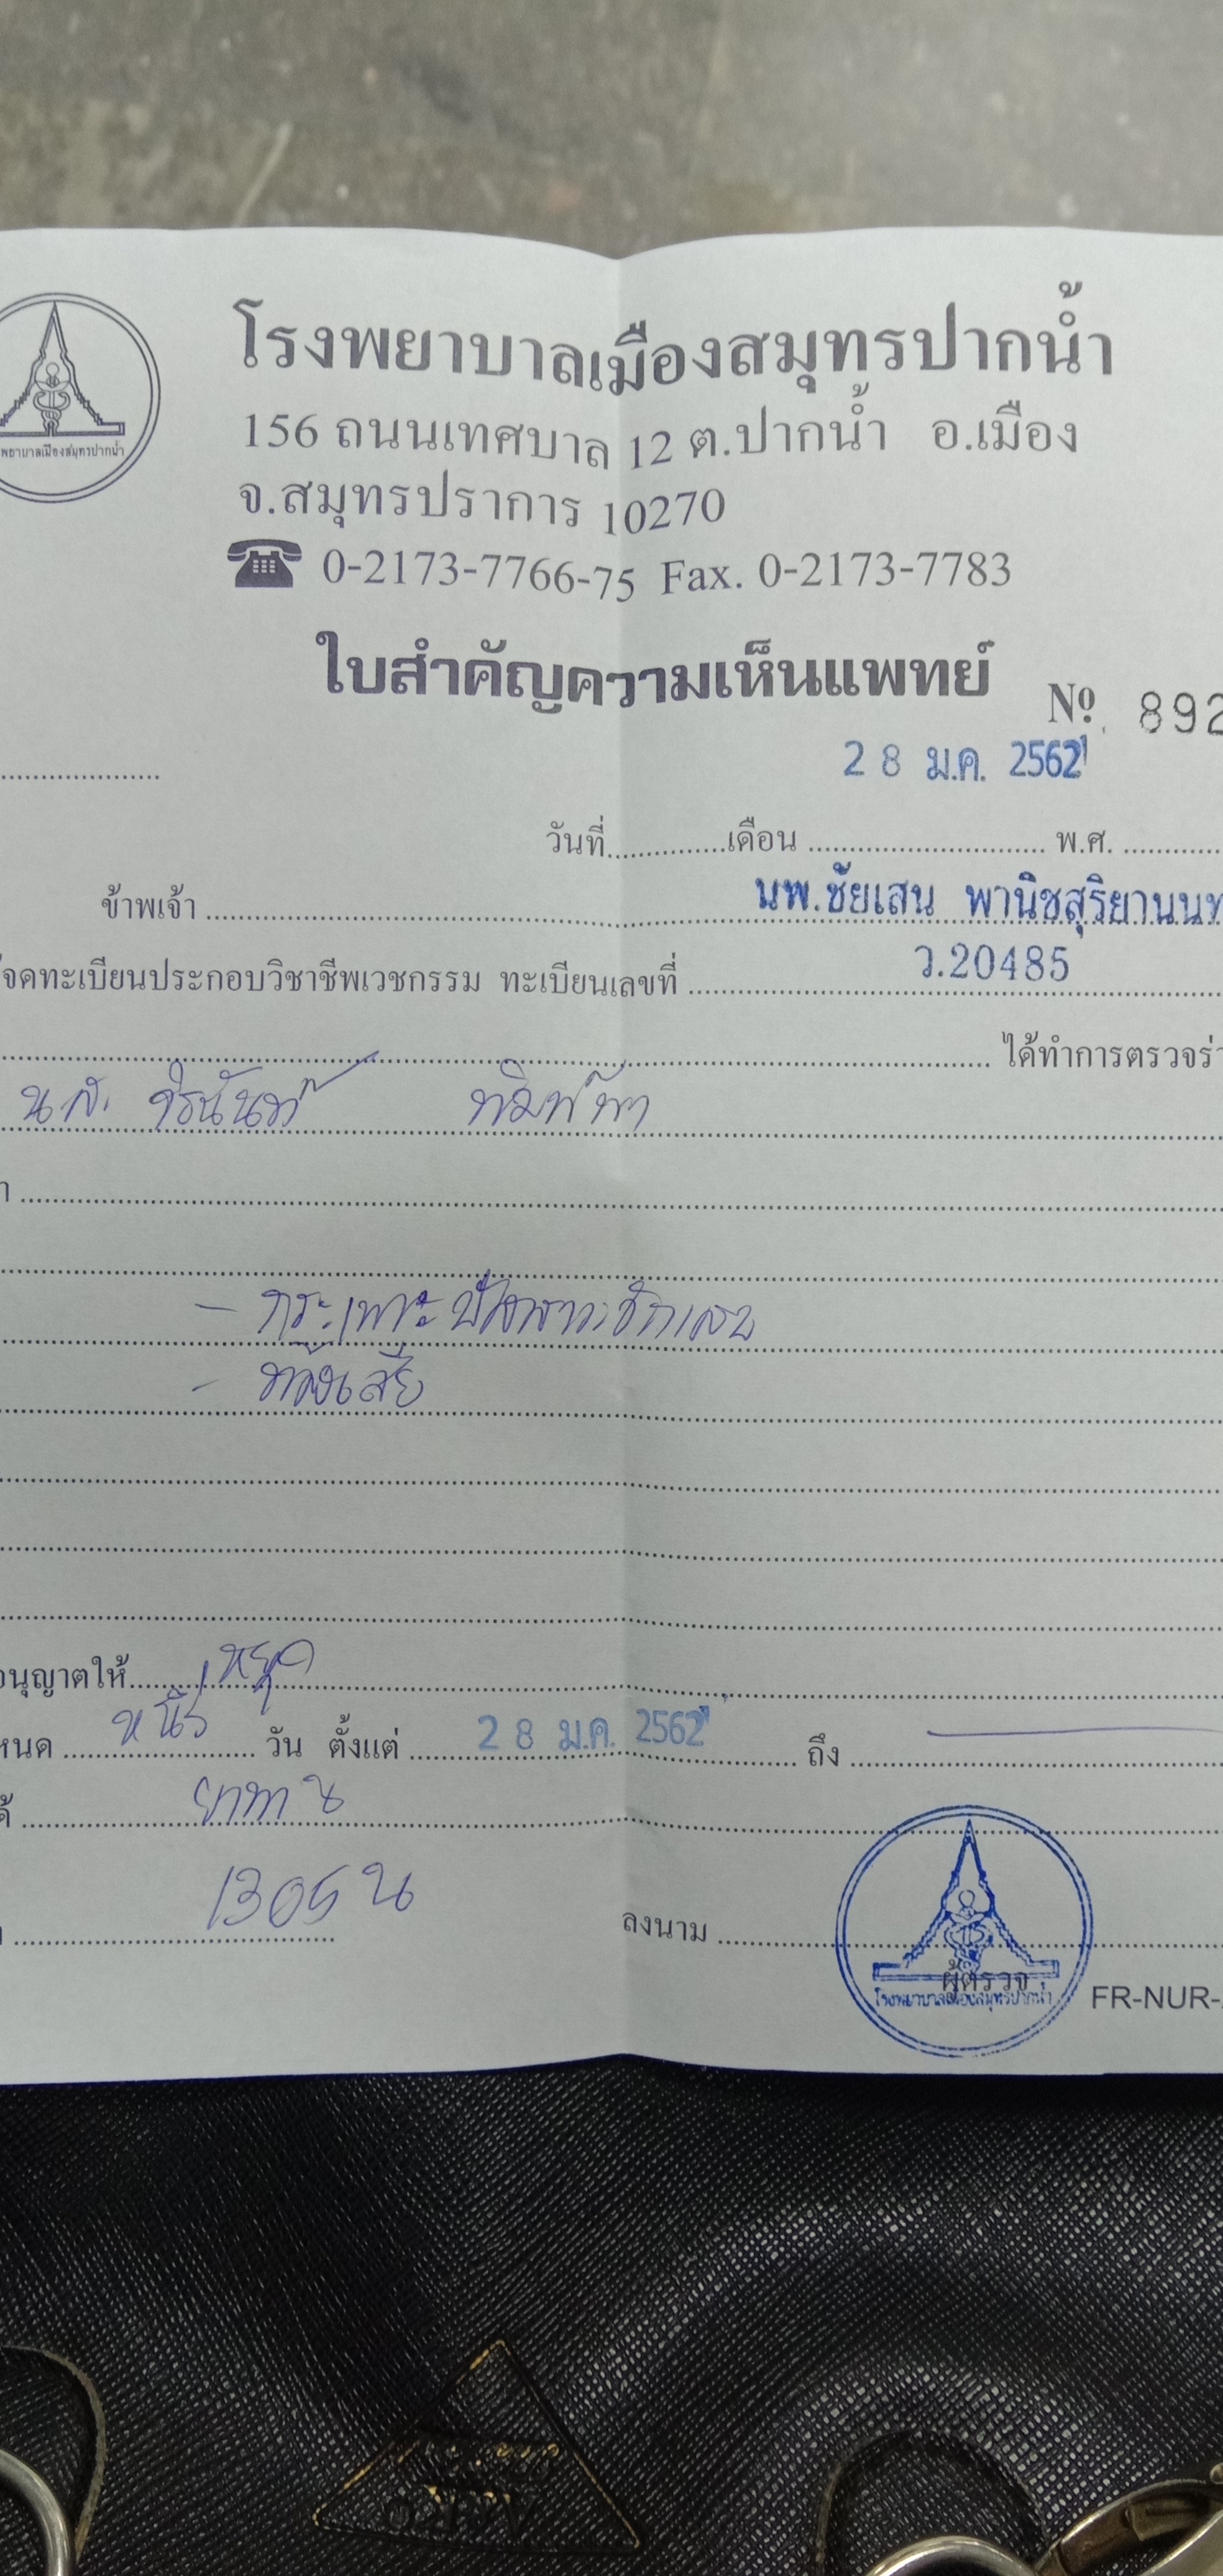 โรงพยาบาลเมืองสมุทรปากน้ำ
156 ถนนเทศบาล 12 ต.ปากน้ำ อ.เมือง
จ.สมุทรปราการ 10270
พยาบาลเมืองสมุทรปากน้ำ
☎ 0-2173-7766-75 Fax. 0-2173-7783
ใบสำคัญความเห็นแพทย์
Nº. 892
28 ม.ค. 2562
วันที่..............เดือน ............................ พ.ศ. ............
ข้าพเจ้า ........ นพ.ชัยเสน พานิชสุริยานนท
จดทะเบียนประกอบวิชาชีพเวชกรรม ทะเบียนเลขที่ ........ ว.20485
........ ได้ทำการตรวจร่า
น.ส. จิรนันท์ พิมพ์พา
- กระเพาะปัสสาวะอักเสบ
- ท้องเสีย
อนุญาตให้........ หยุด
หนด ........ หนึ่ง ........ วัน ตั้งแต่ ........ 28 ม.ค. 2562 ........ ถึง ........
ด้ ........
1305 น
ลงนาม ........
ผู้ตรวจ
โรงพยาบาลเมืองสมุทรปากน้ำ
FR-NUR-